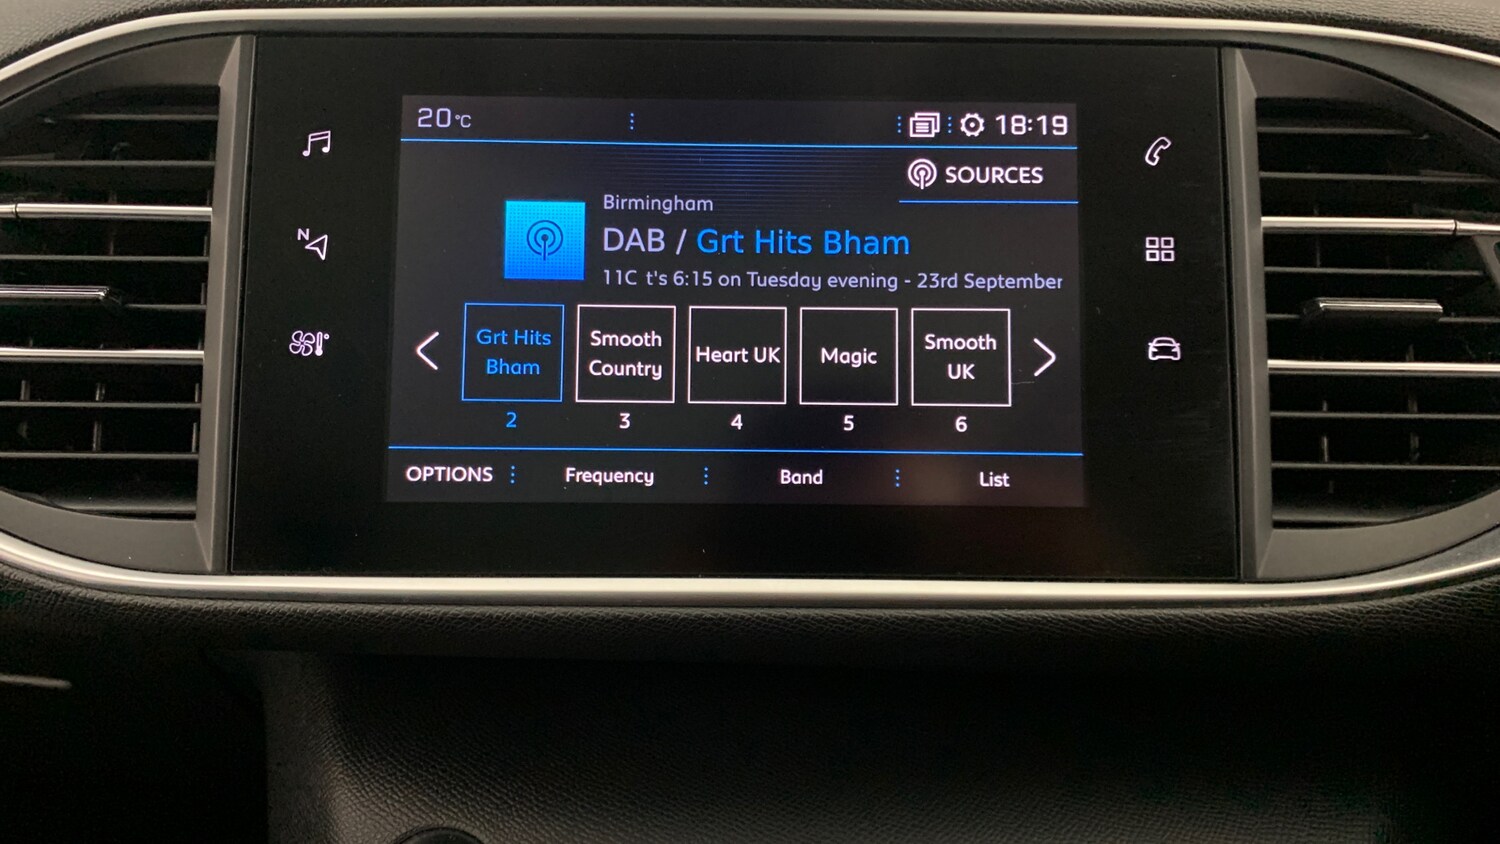 20°C
18:19
SOURCES
Birmingham
DAB / Grt Hits Bham
11C t's 6:15 on Tuesday evening - 23rd September
N
Grt Hits
Bham
Smooth
Country
Heart UK
Magic
Smooth
UK
2
3
4
5
6
OPTIONS
Frequency
Band
List